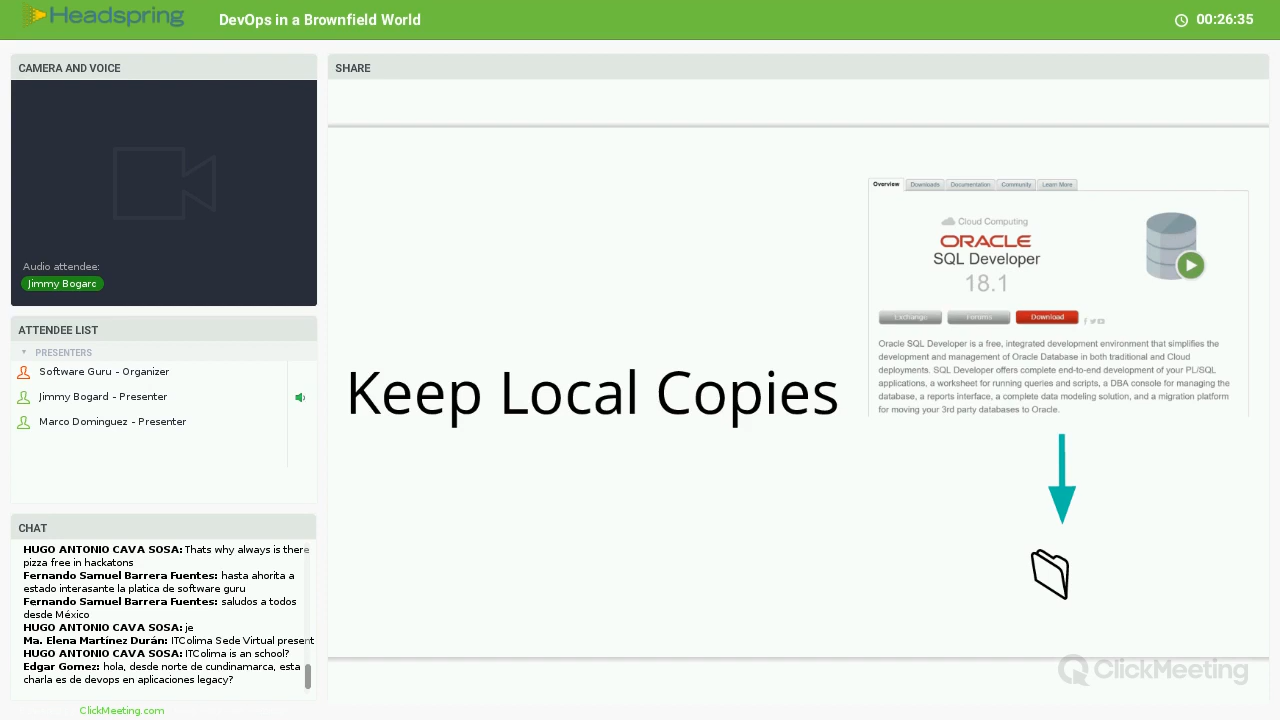 Headspring
DevOps in a Brownfield World
00:26:35
CAMERA AND VOICE
Audio attendee:
Jimmy Bogarc
ATTENDEE LIST
PRESENTERS
Software Guru - Organizer
Jimmy Bogard - Presenter
Marco Dominguez - Presenter
CHAT
HUGO ANTONIO CAVA SOSA: Thats why always is there
pizza free in hackatons
Fernando Samuel Barrera Fuentes: hasta ahorita a
estado interasante la platica de software guru
Fernando Samuel Barrera Fuentes: saludos a todos
desde México
HUGO ANTONIO CAVA SOSA: je
Ma. Elena Martínez Durán: ITColima Sede Virtual present
HUGO ANTONIO CAVA SOSA: ITColima is an school?
Edgar Gomez: hola, desde norte de cundinamarca, esta
charla es de devops en aplicaciones legacy?
ClickMeeting.com
SHARE
Keep Local Copies
Overview Downloads Documentation Community Learn More
Cloud Computing
ORACLE
SQL Developer
18.1
Exchange Forums Download
Oracle SQL Developer is a free, integrated development environment that simplifies the
development and management of Oracle Database in both traditional and Cloud
deployments. SQL Developer offers complete end-to-end development of your PL/SQL
applications, a worksheet for running queries and scripts, a DBA console for managing the
database, a reports interface, a complete data modeling solution, and a migration platform
for moving your 3rd party databases to Oracle.
ClickMeeting